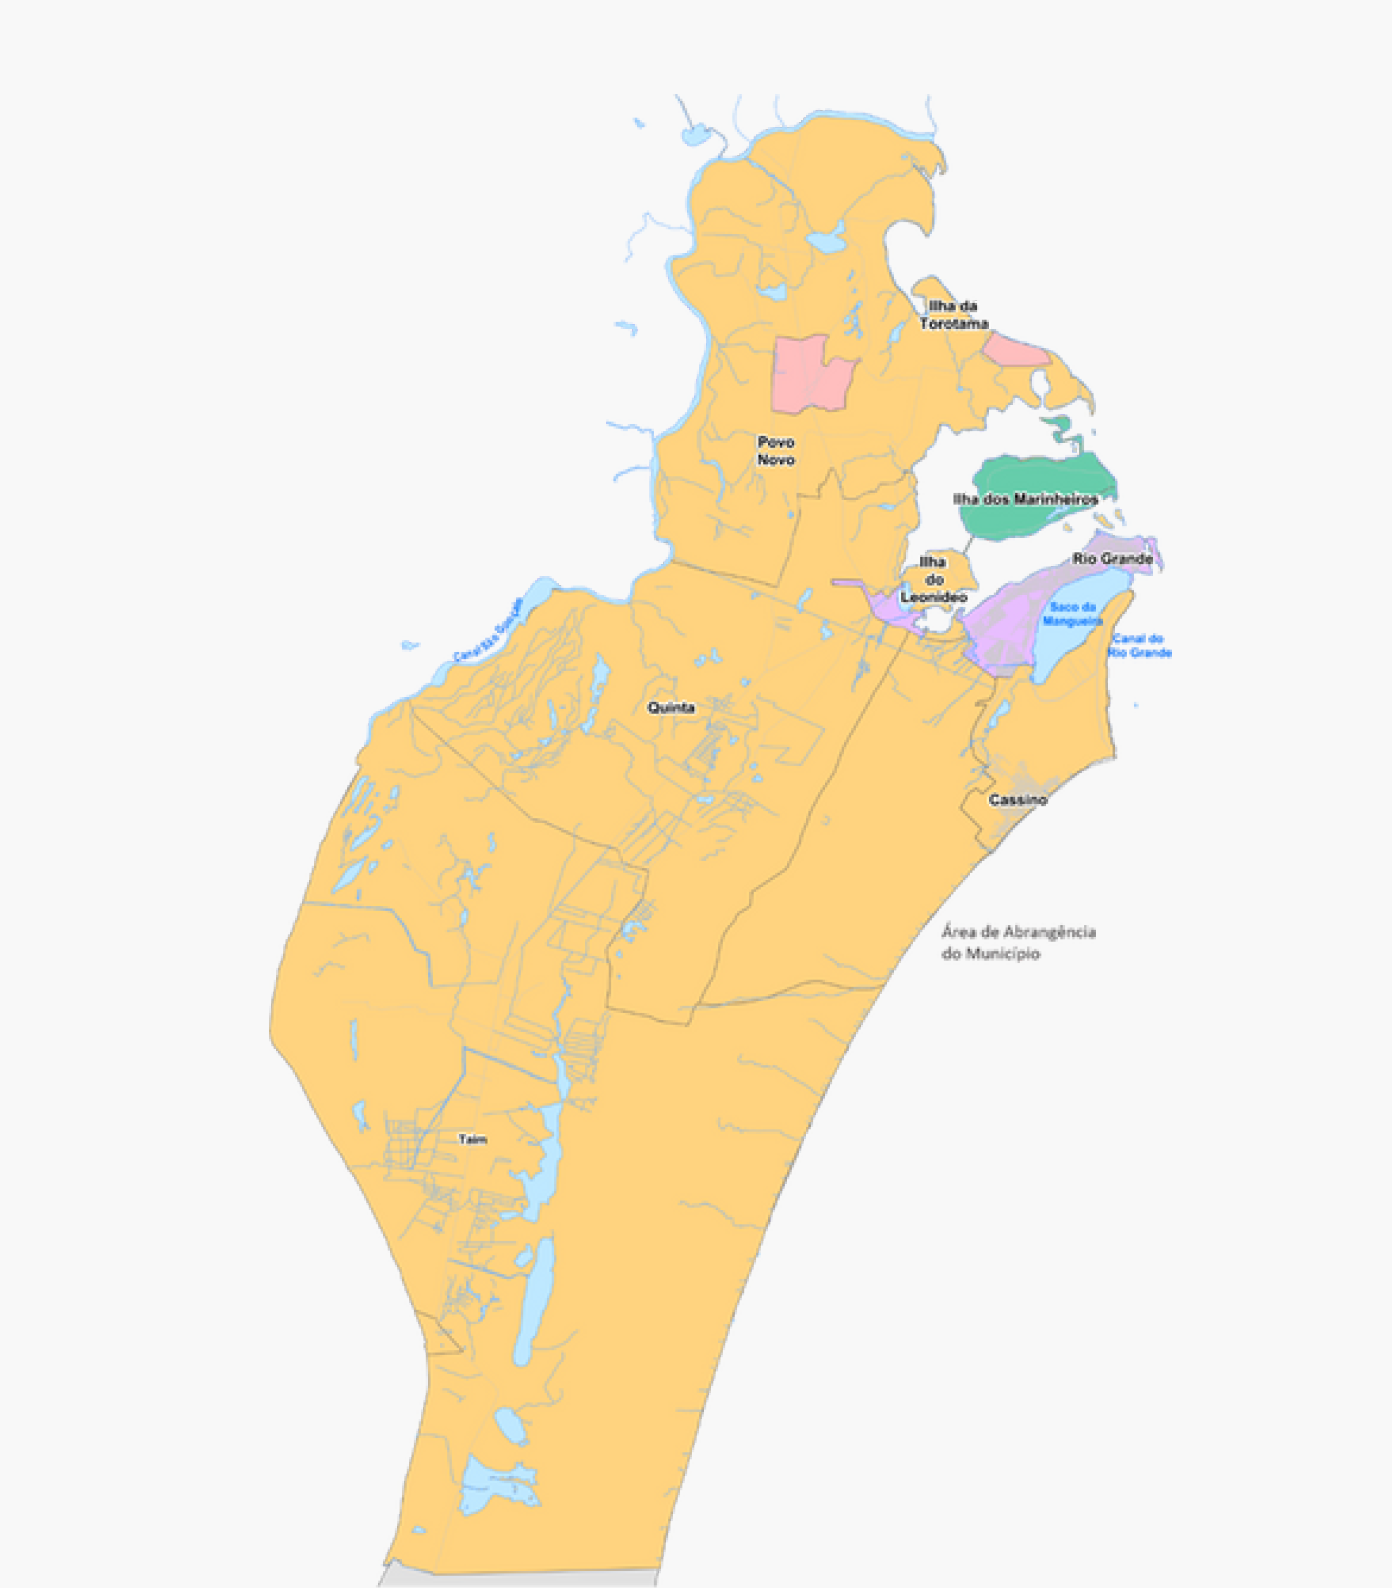 Ilha da
Torotama
Povo
Novo
Ilha dos Marinheiros
Rio Grande
Ilha
do
Leonideo
Saco da
Mangueira
Canal do
Rio Grande
Canal São Gonçalo
Quinta
Cassino
Área de Abrangência
do Município
Taim